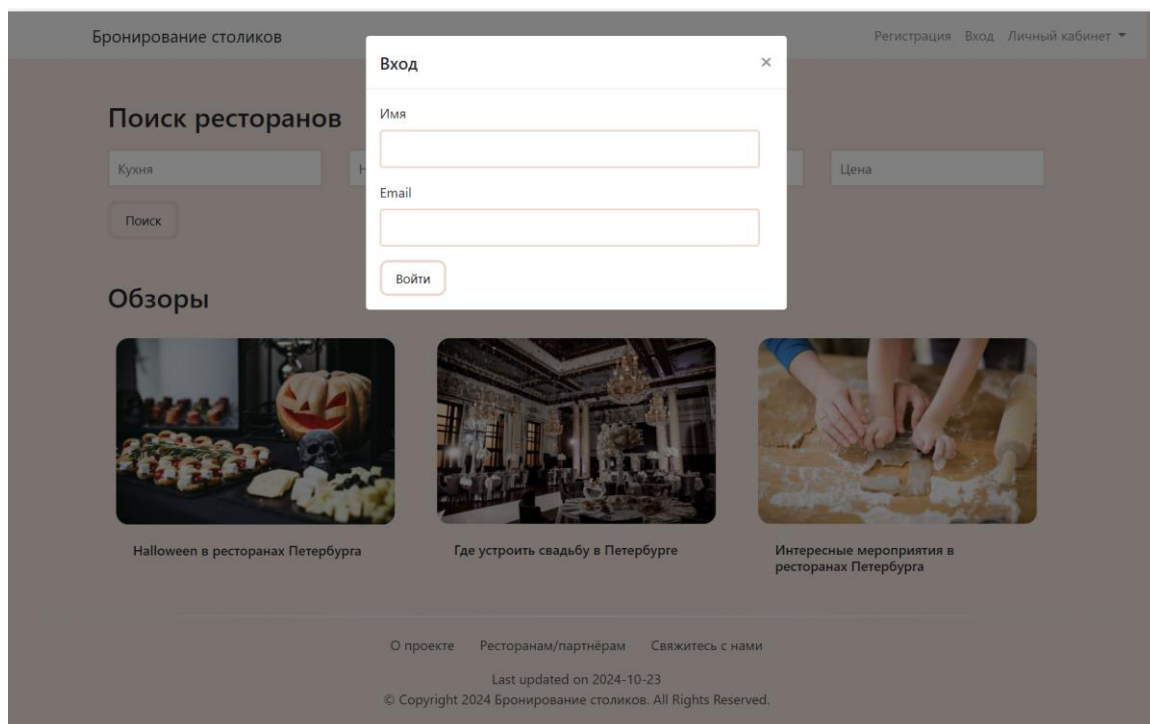 Бронирование столиков
Регистрация Вход Личный кабинет
Вход
×
Имя
Email
Войти
Поиск ресторанов
Кухня
Цена
Поиск
Обзоры
Halloween в ресторанах Петербурга
Где устроить свадьбу в Петербурге
Интересные мероприятия в
ресторанах Петербурга
О проекте Ресторанам/партнёрам Свяжитесь с нами
Last updated on 2024-10-23
© Copyright 2024 Бронирование столиков. All Rights Reserved.